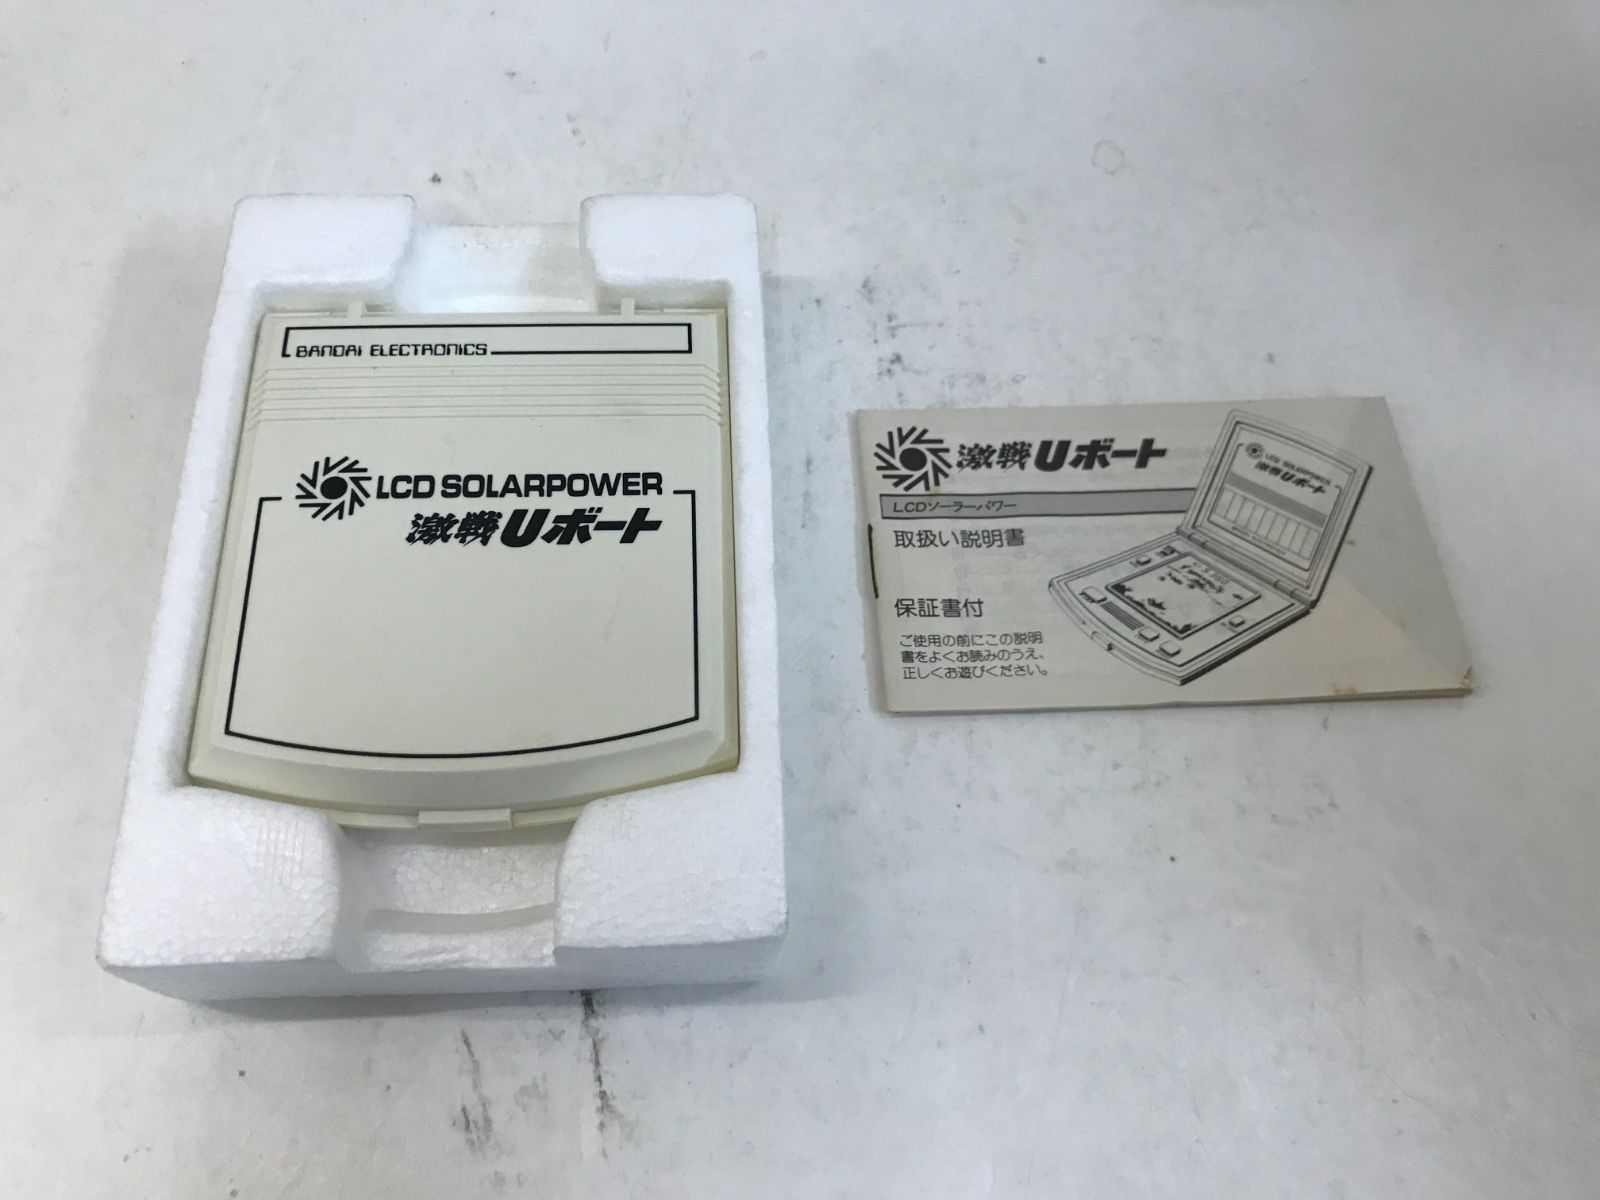 BANDAI ELECTRONICS
LCD SOLARPOWER
激戦Uボート
激戦Uボート
LCDソーラーパワー
取扱い説明書
保証書付
ご使用の前にこの説明
書をよくお読みのうえ、
正しくお遊びください。
LCD SOLARPOWER
激戦Uボート